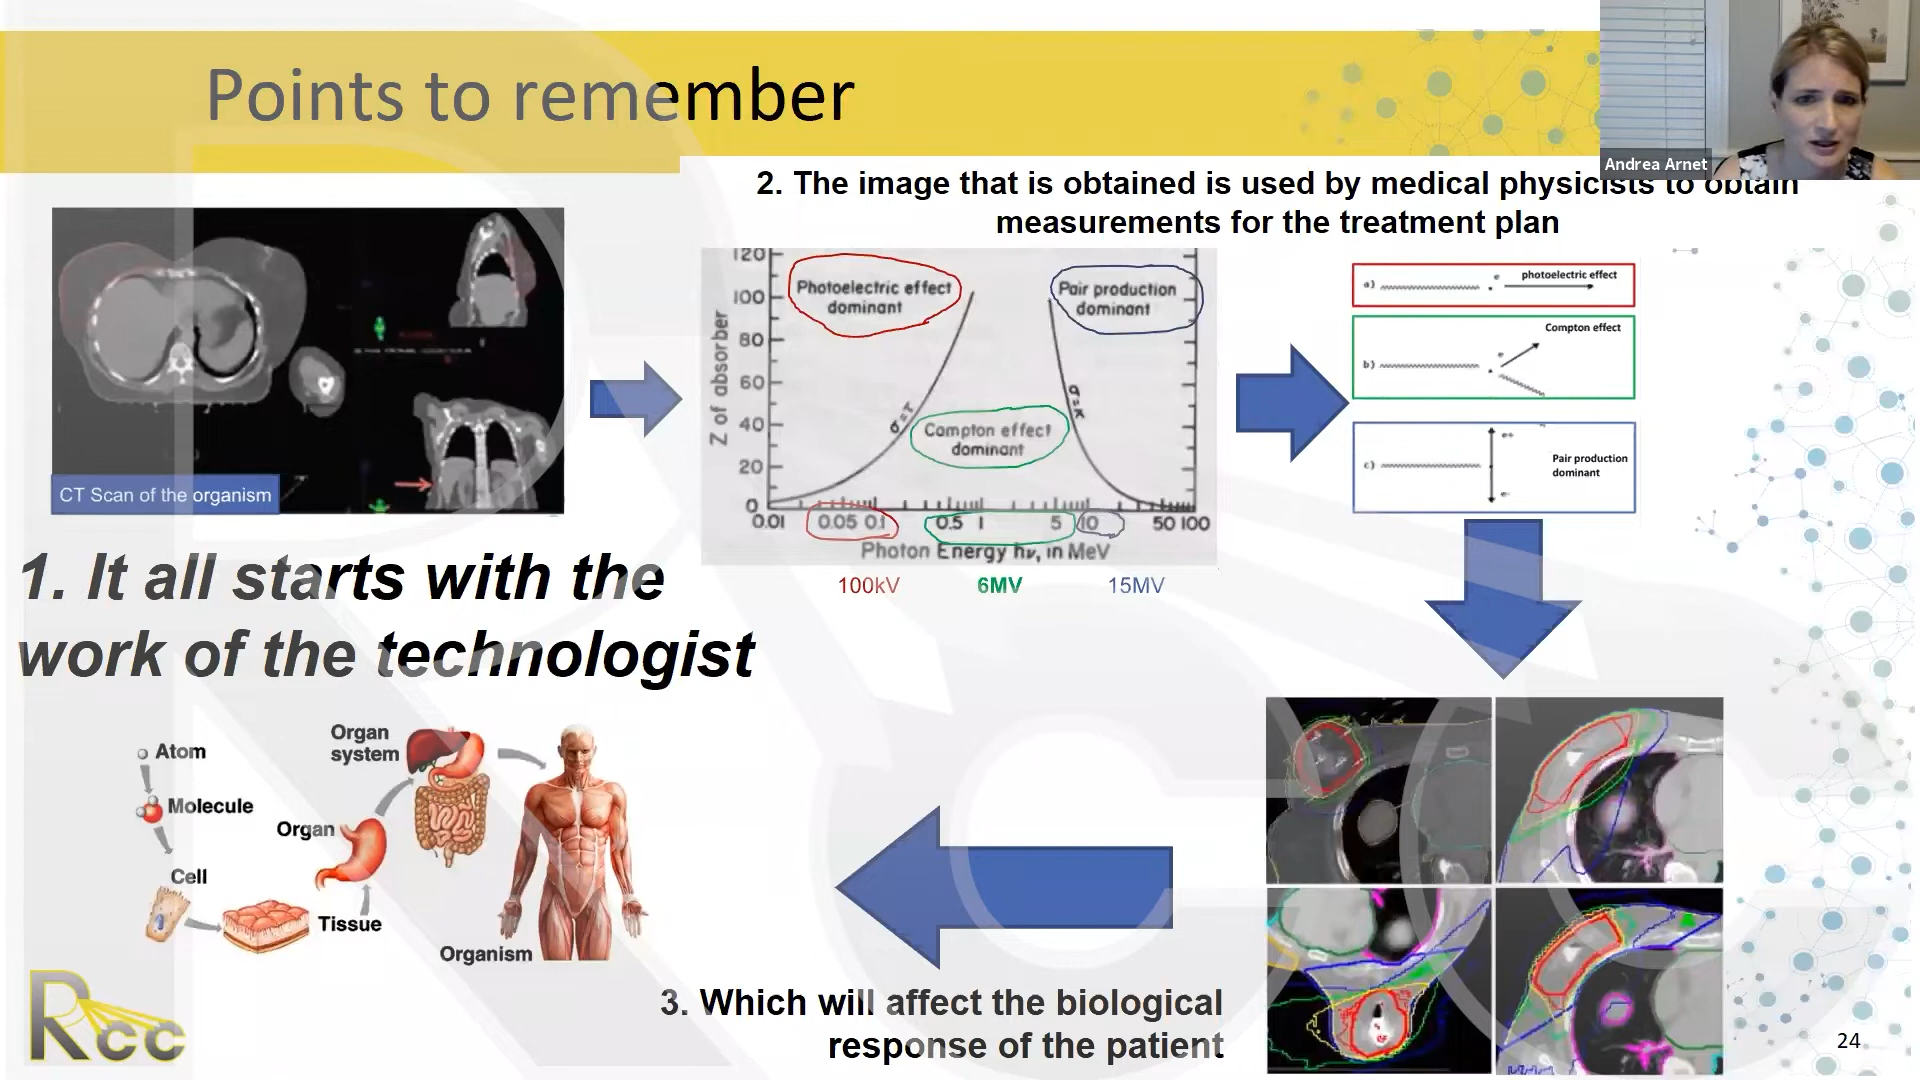 Points to remember
Andrea Arnet
2. The image that is obtained is used by medical physicists to obtain
measurements for the treatment plan
CT Scan of the organism
120
100
80
60
40
20
0
Z of absorber
Photoelectric effect
dominant
Pair production
dominant
Compton effect
dominant
σ=τ
σ=κ
0.01 0.05 0.1 0.5 1 5 10 50 100
Photon Energy hν, in MeV
100kV 6MV 15MV
a) e photoelectric effect
b) e Compton effect
c) e+ Pair production
dominant
e-
1. It all starts with the
work of the technologist
Atom
Molecule
Cell
Tissue
Organ
Organ
system
Organism
3. Which will affect the biological
response of the patient
Rcc
24